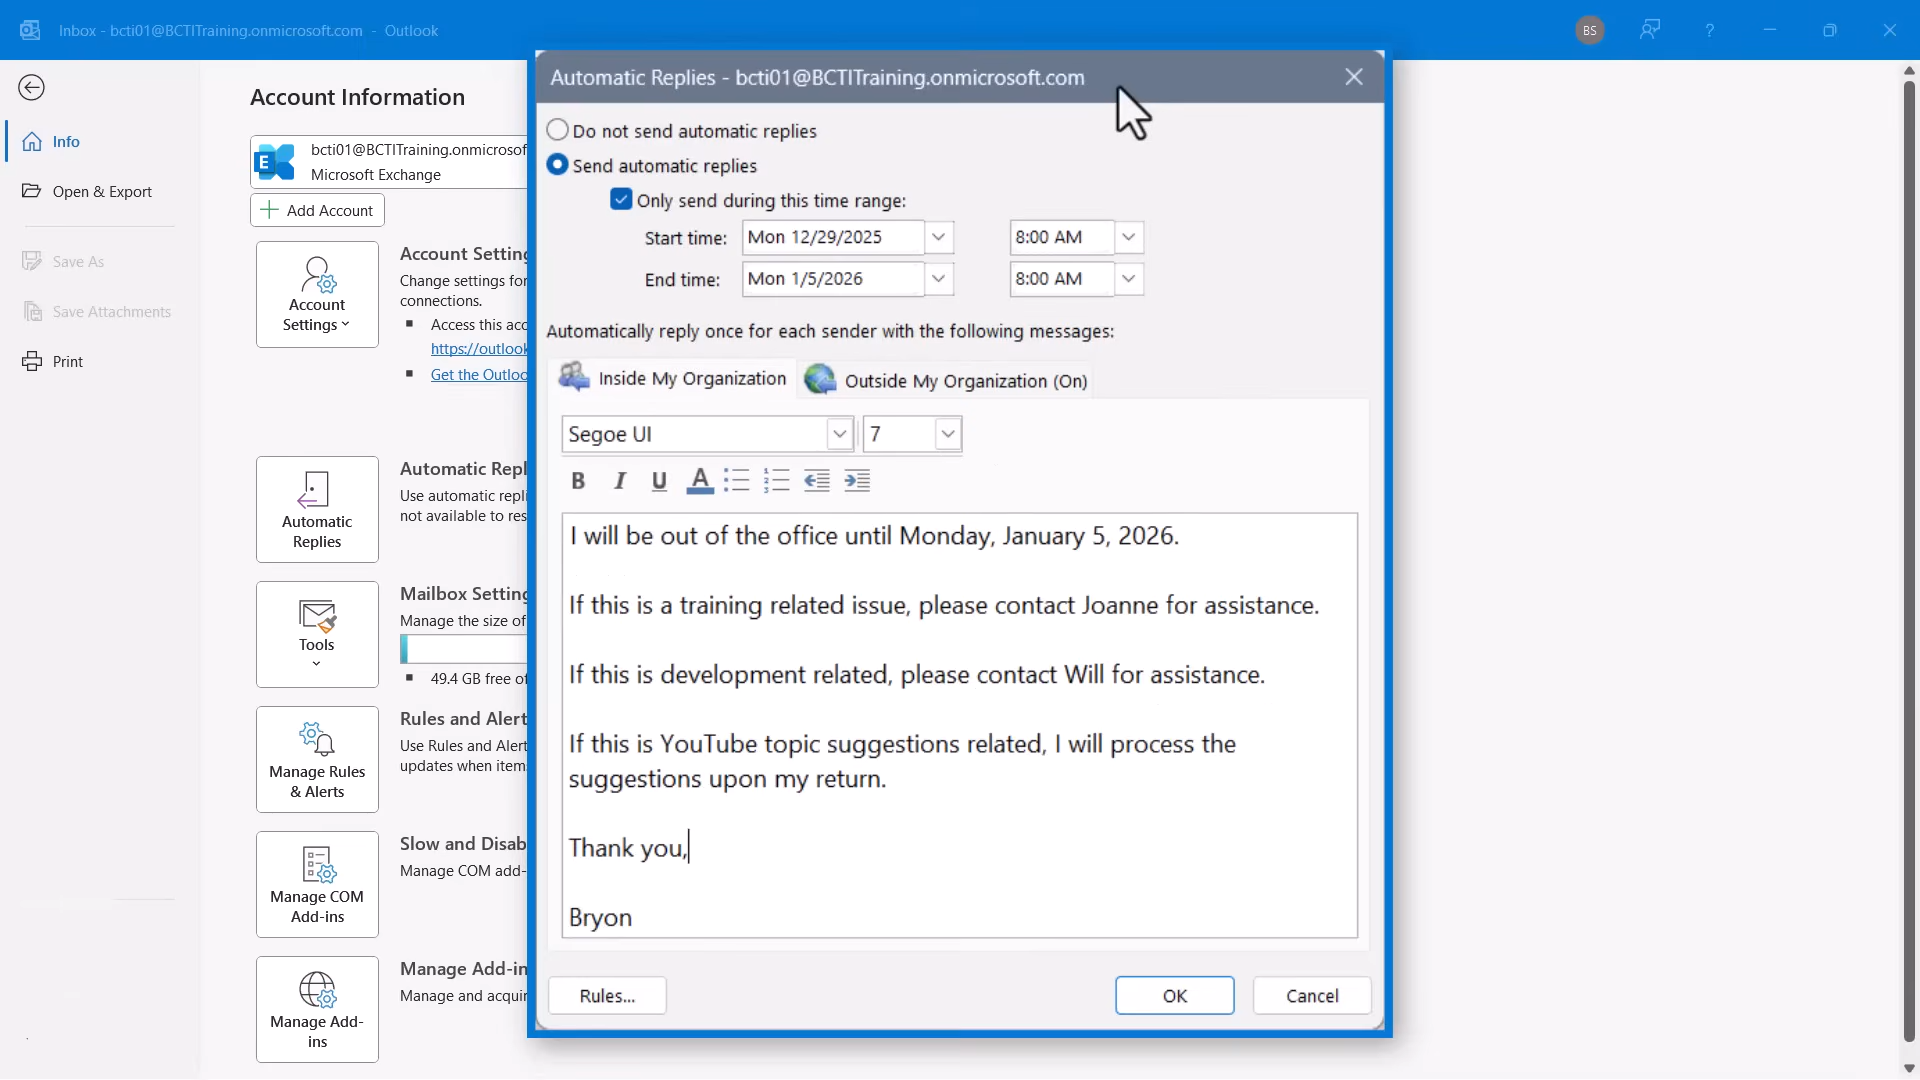 Inbox - bcti01@BCTITraining.onmicrosoft.com - Outlook
BS
?
Info
Open & Export
Save As
Save Attachments
Print
Account Information
bcti01@BCTITraining.onmicrosof
Microsoft Exchange
Add Account
Account Settings
Account Setting
Change settings for
connections.
Access this acc
https://outlook
Get the Outloo
Automatic Replies
Automatic Repl
Use automatic repli
not available to res
Tools
Mailbox Setting
Manage the size of
49.4 GB free of
Manage Rules & Alerts
Rules and Alert
Use Rules and Alert
updates when item
Manage COM Add-ins
Slow and Disab
Manage COM add-
Manage Add-ins
Manage Add-in
Manage and acquir
Automatic Replies - bcti01@BCTITraining.onmicrosoft.com
Do not send automatic replies
Send automatic replies
Only send during this time range:
Start time: Mon 12/29/2025 8:00 AM
End time: Mon 1/5/2026 8:00 AM
Automatically reply once for each sender with the following messages:
Inside My Organization Outside My Organization (On)
Segoe UI 7
B I U A
I will be out of the office until Monday, January 5, 2026.
If this is a training related issue, please contact Joanne for assistance.
If this is development related, please contact Will for assistance.
If this is YouTube topic suggestions related, I will process the
suggestions upon my return.
Thank you,
Bryon
Rules... OK Cancel